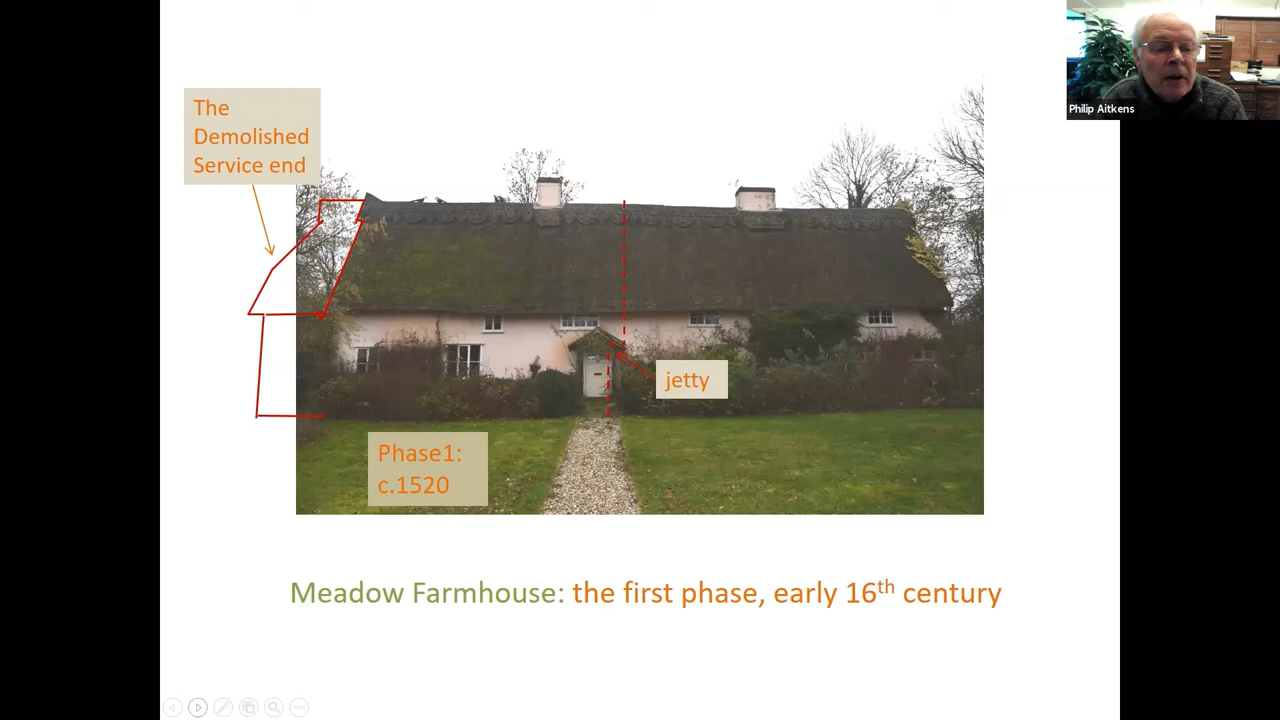 Philip Aitkens
The
Demolished
Service end
jetty
Phase1:
c.1520
Meadow Farmhouse: the first phase, early 16th century